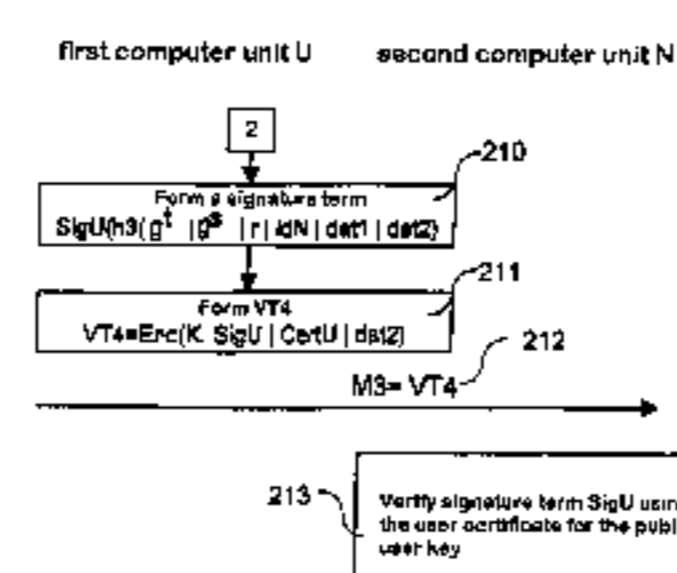 first computer unit U second computer unit N
2
210
Form a signature term
SigU(h3( g^t | g^s | r | idN | dat1 | dat2)
211
Form VT4
VT4=Enc(K, SigU | CertU | dat2)
212
M3= VT4
213
Verify signature term SigU usin
the user certificate for the publ
user key